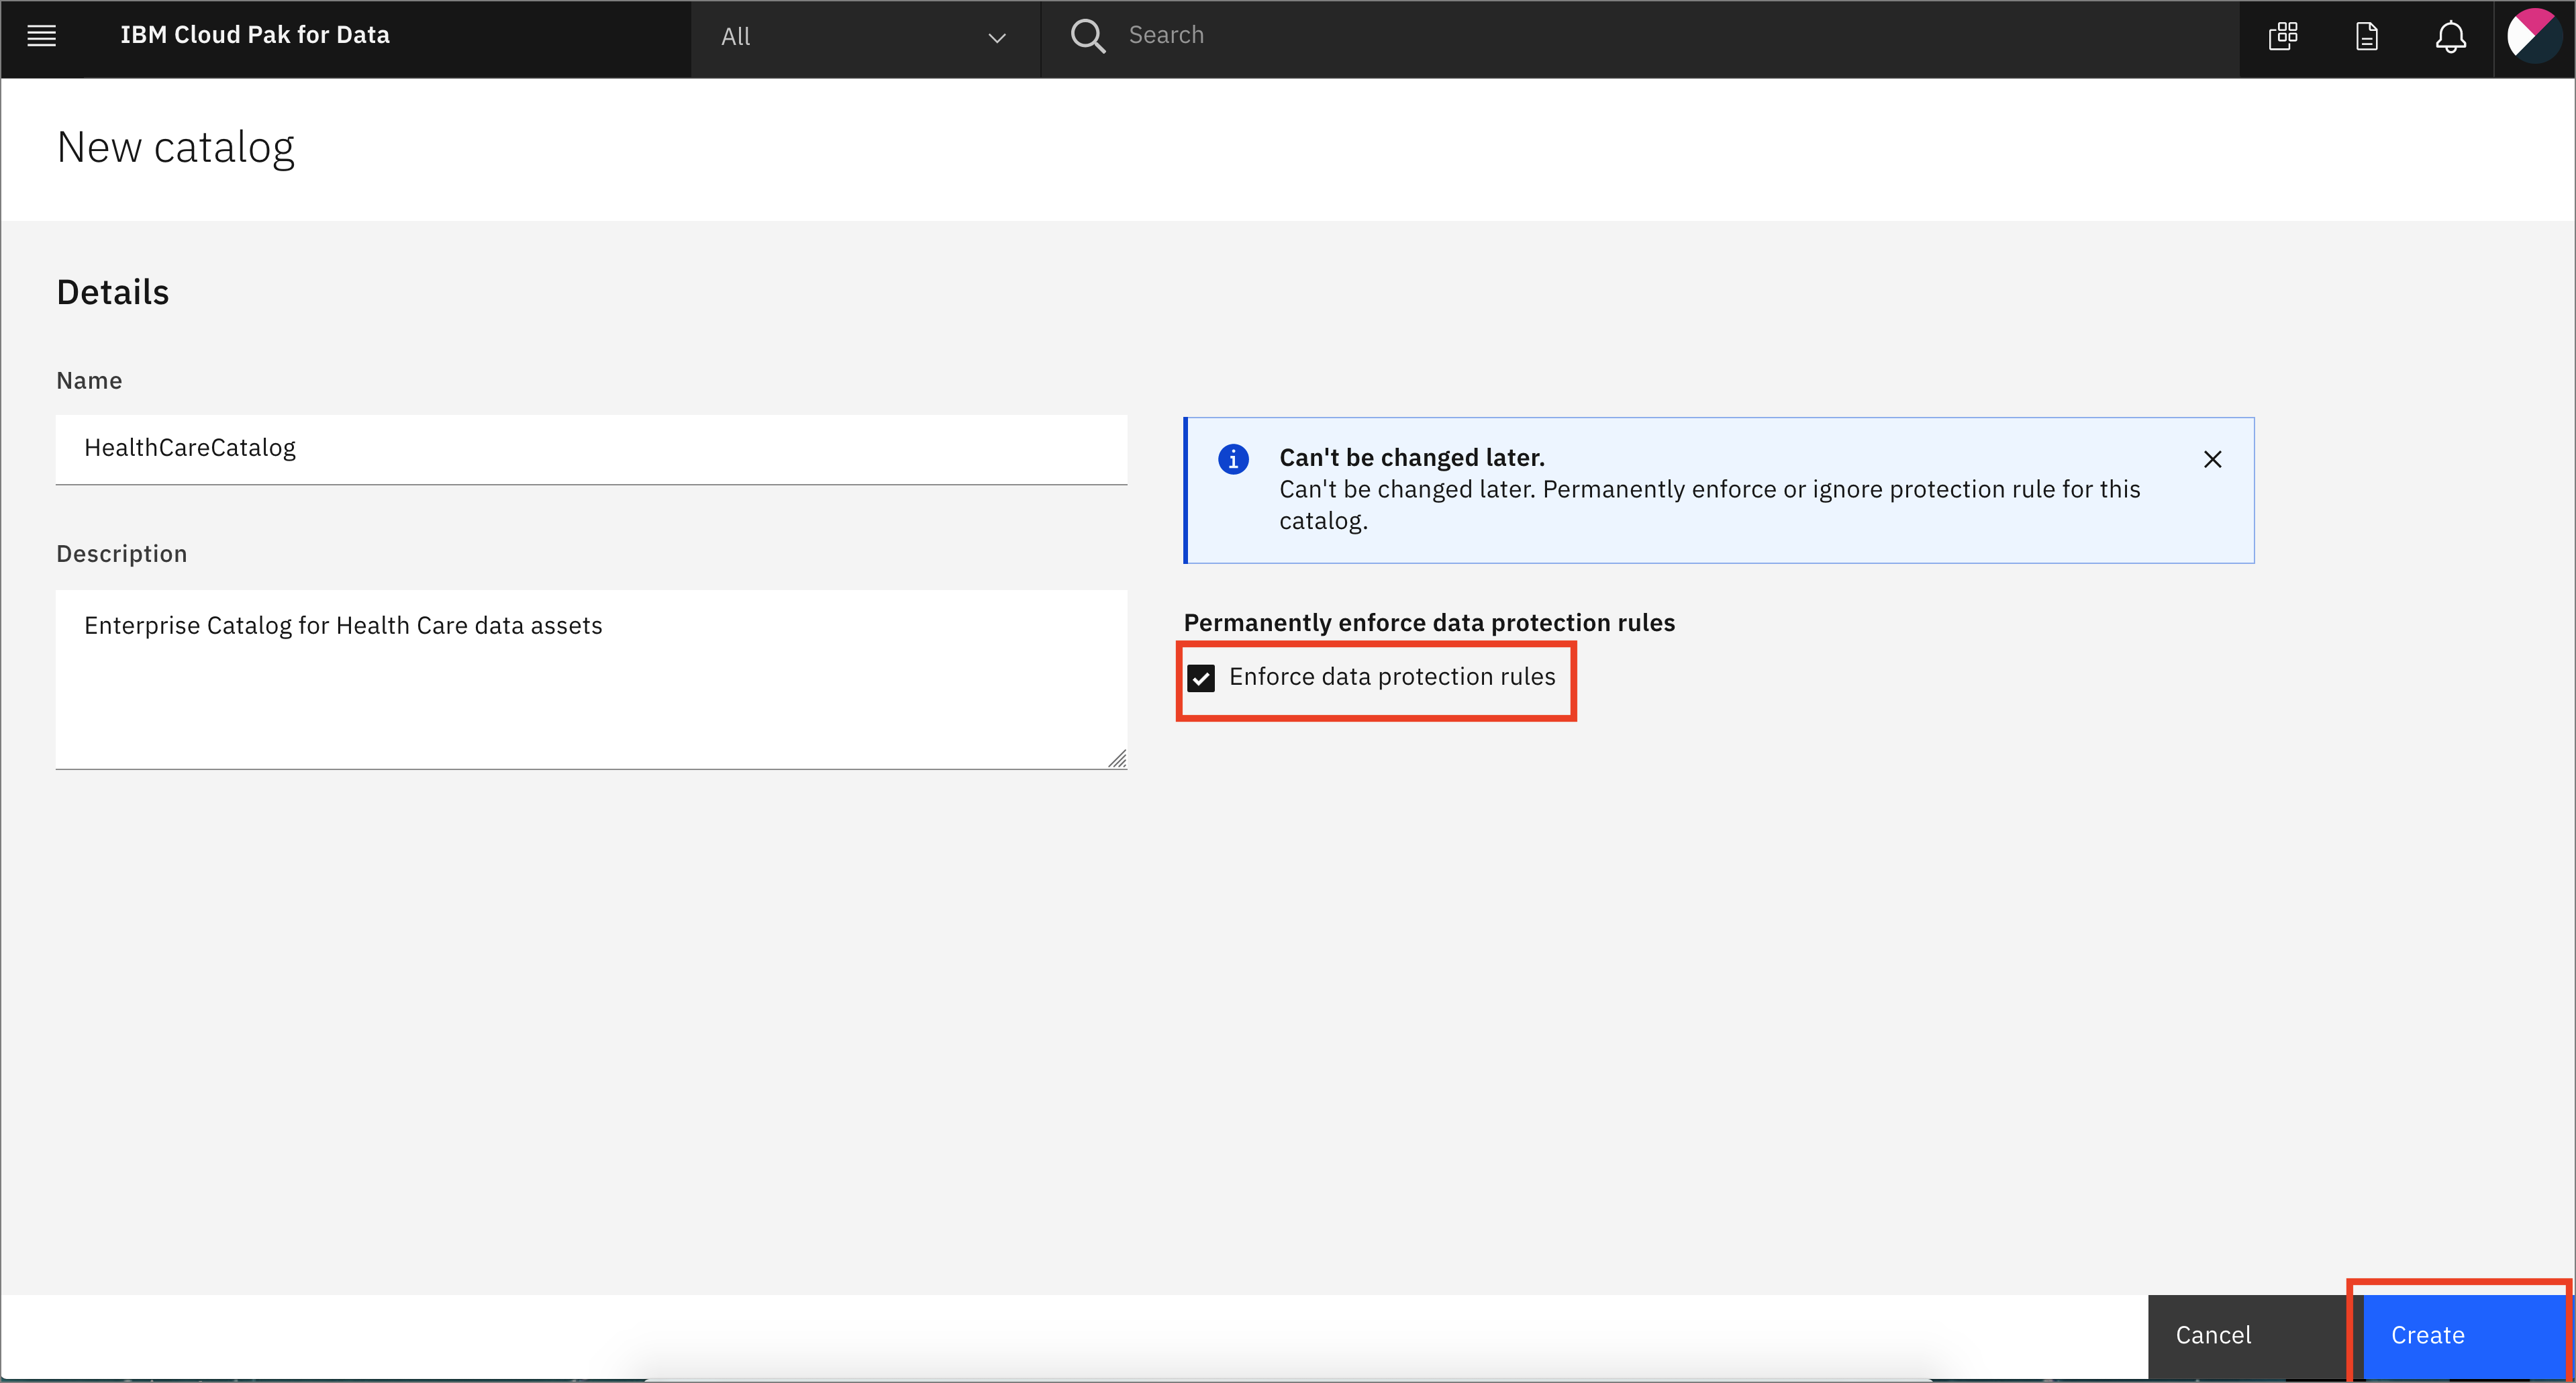 IBM Cloud Pak for Data
All
Search
New catalog
Details
Name
HealthCareCatalog
Description
Enterprise Catalog for Health Care data assets
Can't be changed later.
Can't be changed later. Permanently enforce or ignore protection rule for this
catalog.
Permanently enforce data protection rules
Enforce data protection rules
Cancel
Create